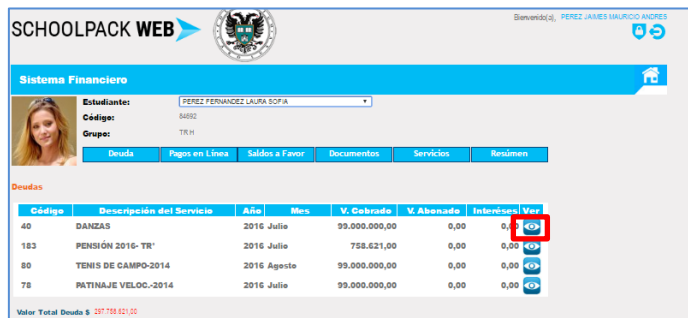 Bienvenido(a), PEREZ JAIMES MAURICIO ANDRES
SCHOOLPACK WEB
Sistema Financiero
Estudiante: PEREZ FERNANDEZ LAURA SOFIA
Código: 84692
Grupo: TR H
Deuda Pagos en Línea Saldos a Favor Documentos Servicios Resúmen
Deudas
Código Descripción del Servicio Año Mes V. Cobrado V. Abonado Interéses Ver
40 DANZAS 2016 Julio 99.000.000,00 0,00 0,00
183 PENSIÓN 2016- TR* 2016 Julio 758.621,00 0,00 0,00
80 TENIS DE CAMPO-2014 2016 Agosto 99.000.000,00 0,00 0,00
78 PATINAJE VELOC.-2014 2016 Julio 99.000.000,00 0,00 0,00
Valor Total Deuda $ 297.758.621,00